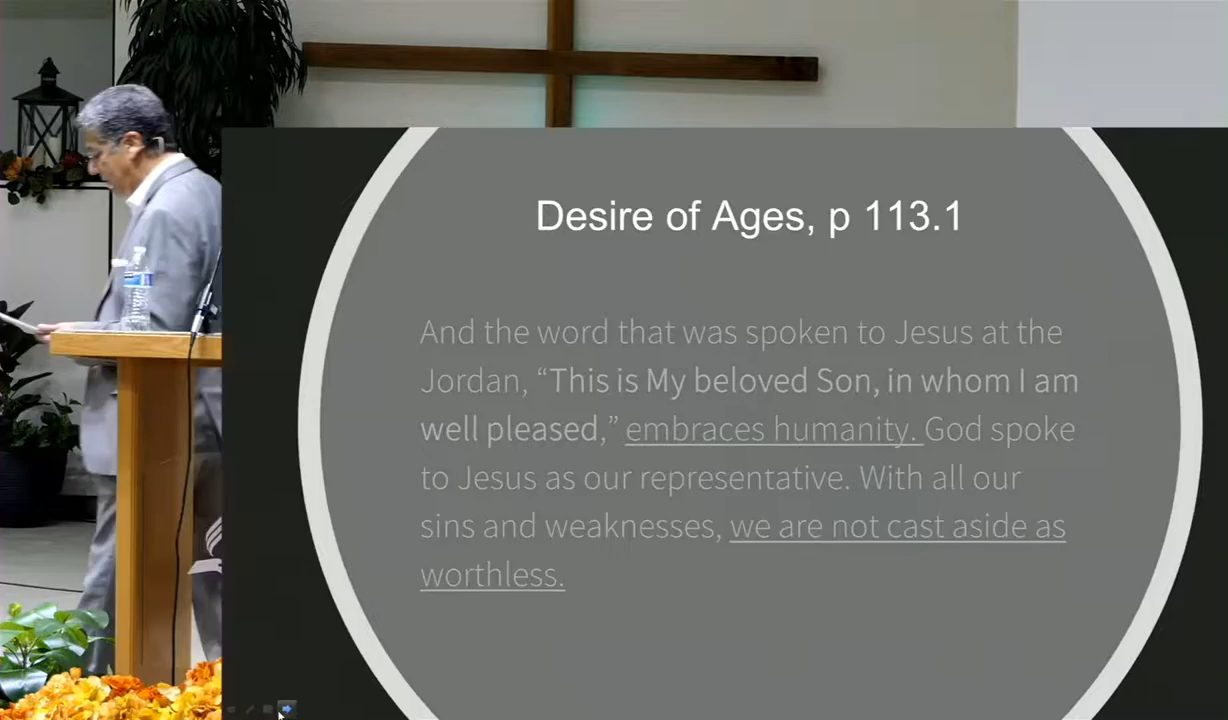 Desire of Ages, p 113.1
And the word that was spoken to Jesus at the
Jordan, “This is My beloved Son, in whom I am
well pleased,” embraces humanity. God spoke
to Jesus as our representative. With all our
sins and weaknesses, we are not cast aside as
worthless.